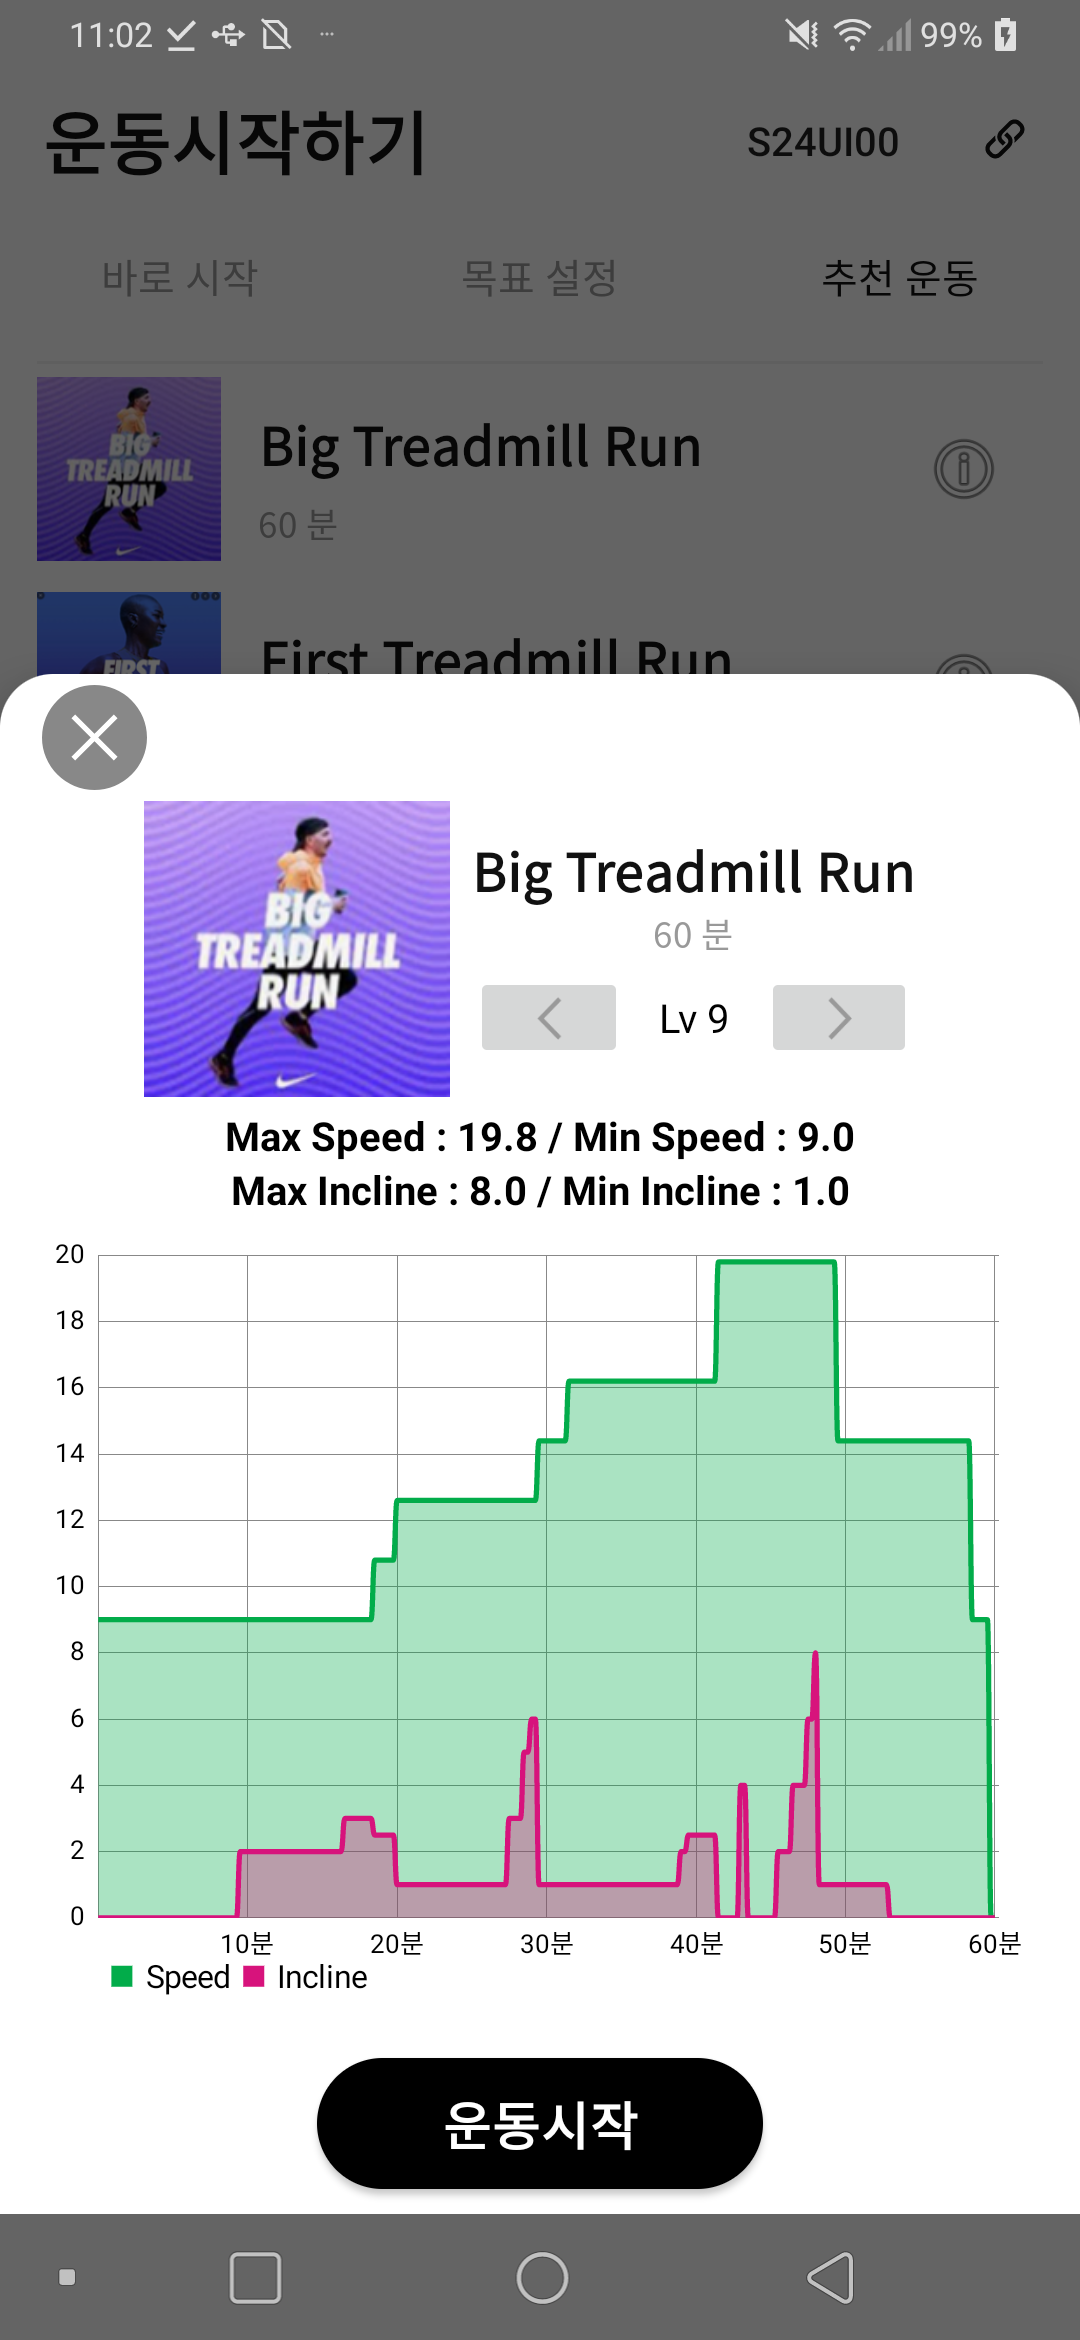 11:02 99%
운동시작하기 S24UI00
바로 시작 목표 설정 추천 운동
BIG
TREADMILL
RUN
Big Treadmill Run
60 분
FIRST
First Treadmill Run
BIG
TREADMILL
RUN
Big Treadmill Run
60 분
Lv 9
Max Speed : 19.8 / Min Speed : 9.0
Max Incline : 8.0 / Min Incline : 1.0
20
18
16
14
12
10
8
6
4
2
0
10분 20분 30분 40분 50분 60분
Speed Incline
운동시작